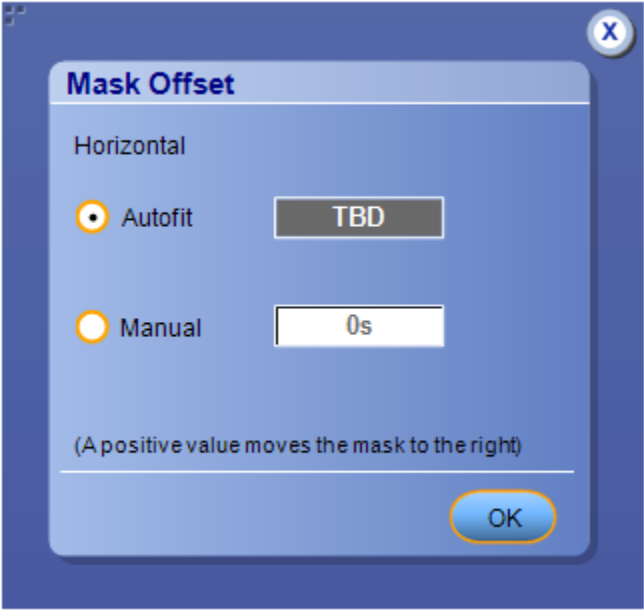 X
Mask Offset
Horizontal
Autofit TBD
Manual 0s
(A positive value moves the mask to the right)
OK